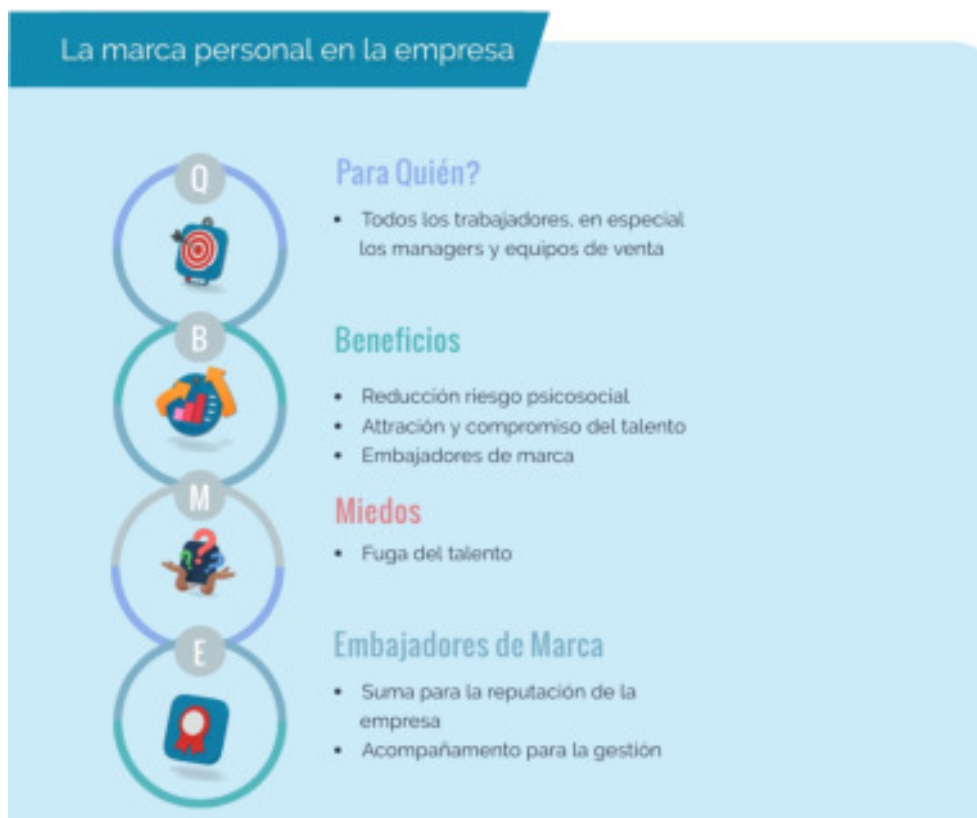 La marca personal en la empresa
Q
Para Quién?
• Todos los trabajadores, en especial
los managers y equipos de venta
B
Beneficios
• Reducción riesgo psicosocial
• Attración y compromiso del talento
• Embajadores de marca
M
Miedos
• Fuga del talento
E
Embajadores de Marca
• Suma para la reputación de la
empresa
• Acompañamento para la gestión